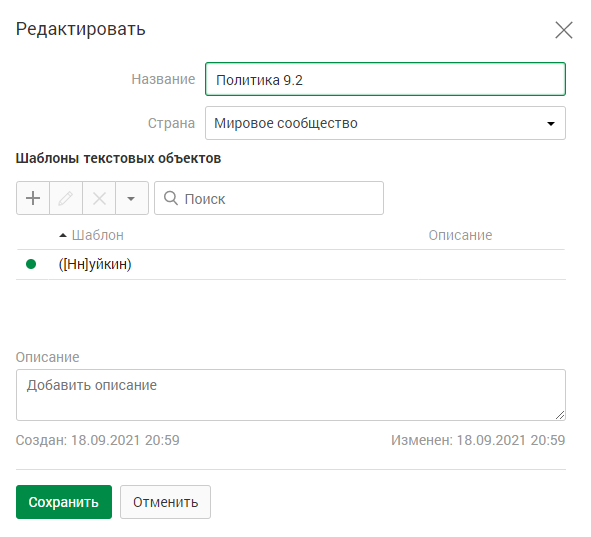 Редактировать
Название Политика 9.2
Страна Мировое сообщество
Шаблоны текстовых объектов
Поиск
Шаблон Описание
([Нн]уйкин)
Описание
Добавить описание
Создан: 18.09.2021 20:59 Изменен: 18.09.2021 20:59
Сохранить Отменить